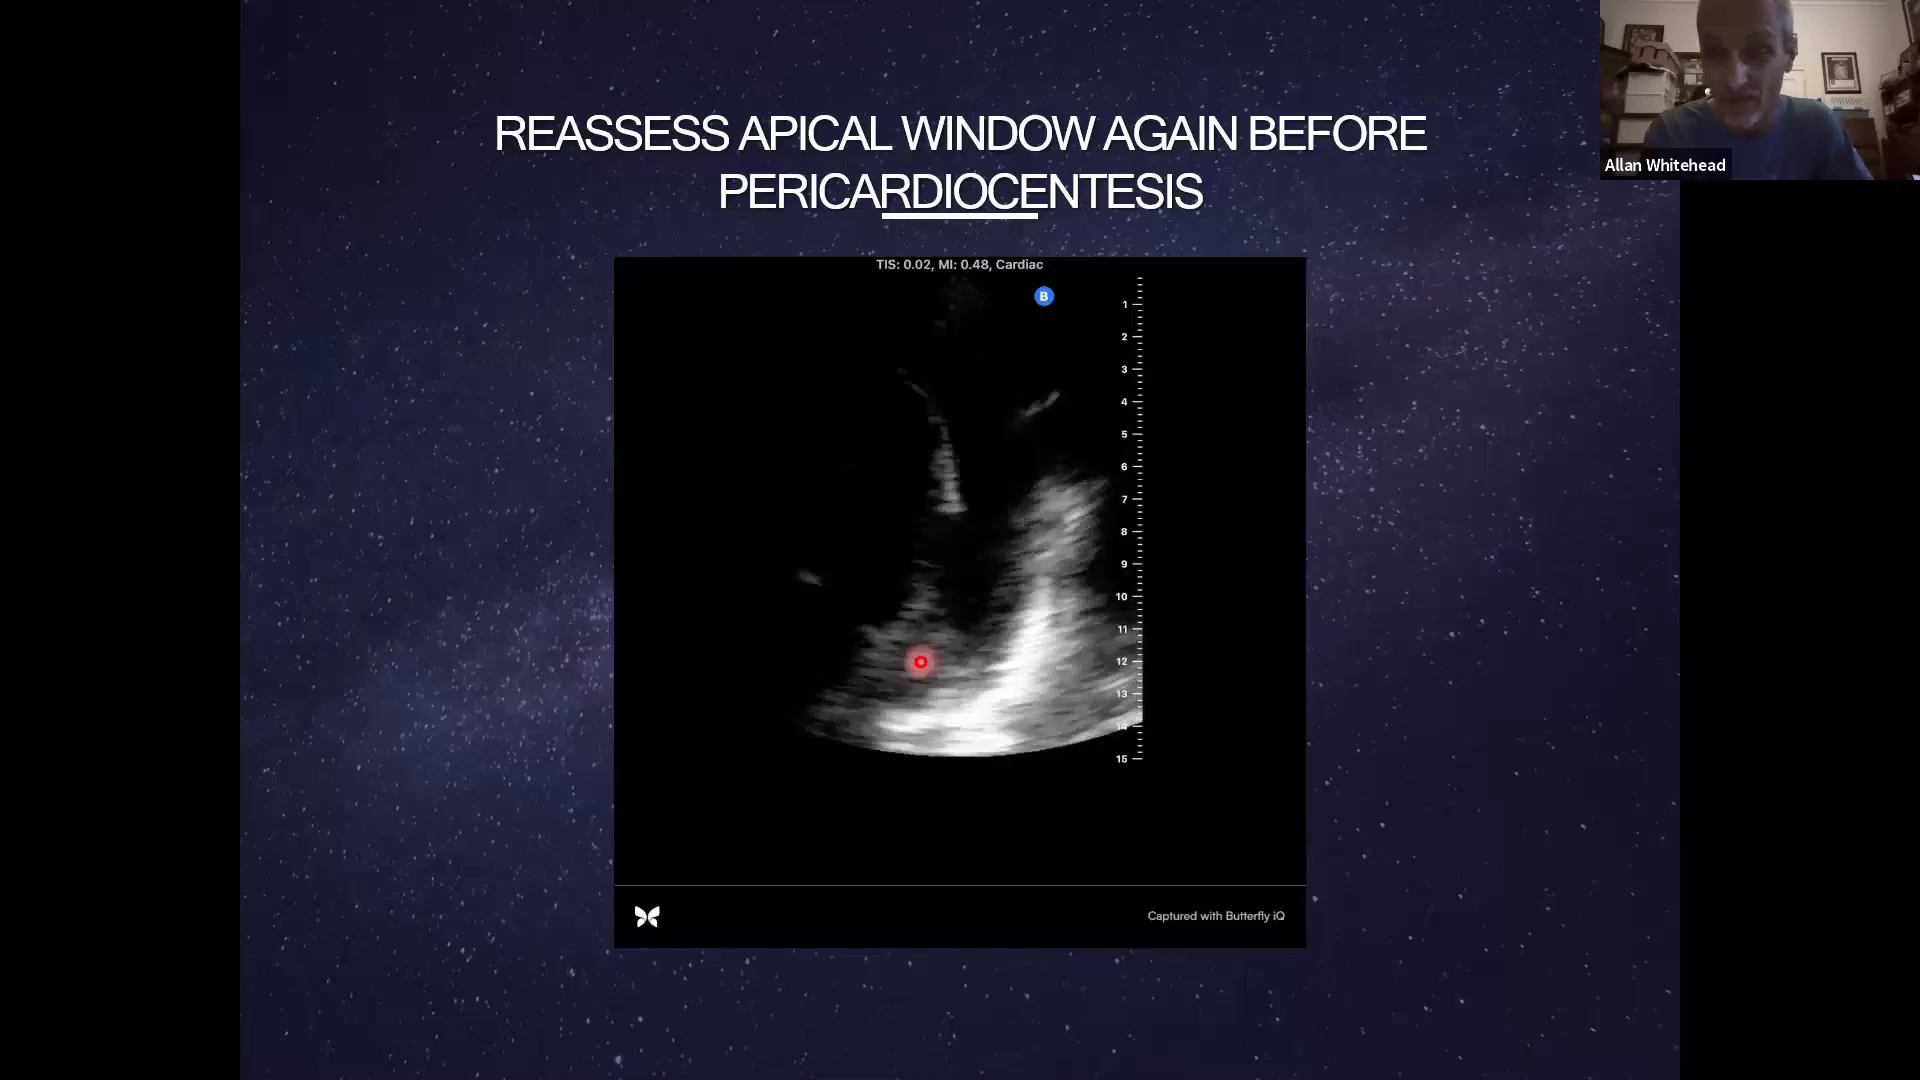 REASSESS APICAL WINDOW AGAIN BEFORE
PERICARDIOCENTESIS
Allan Whitehead
TIS: 0.02, MI: 0.48, Cardiac
B
1
2
3
4
5
6
7
8
9
10
11
12
13
14
15
Captured with Butterfly iQ